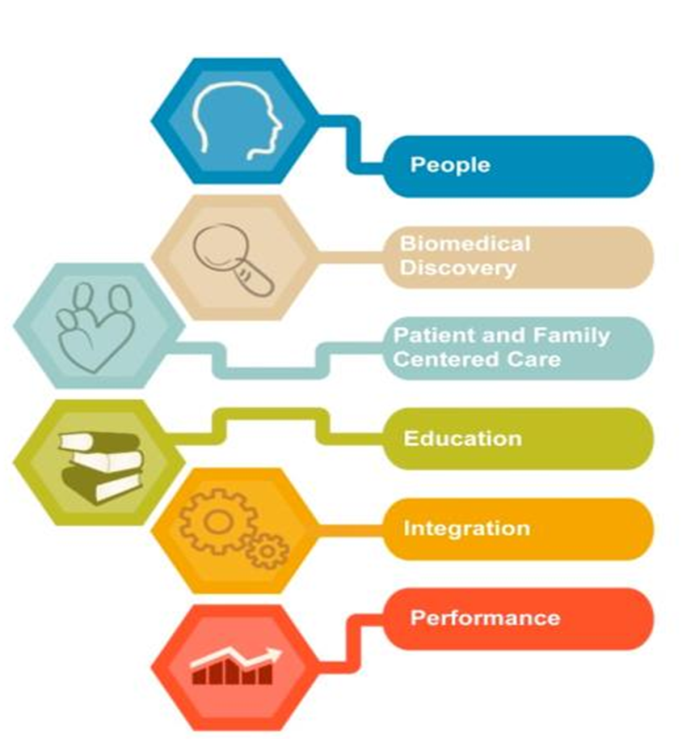 People
Biomedical
Discovery
Patient and Family
Centered Care
Education
Integration
Performance